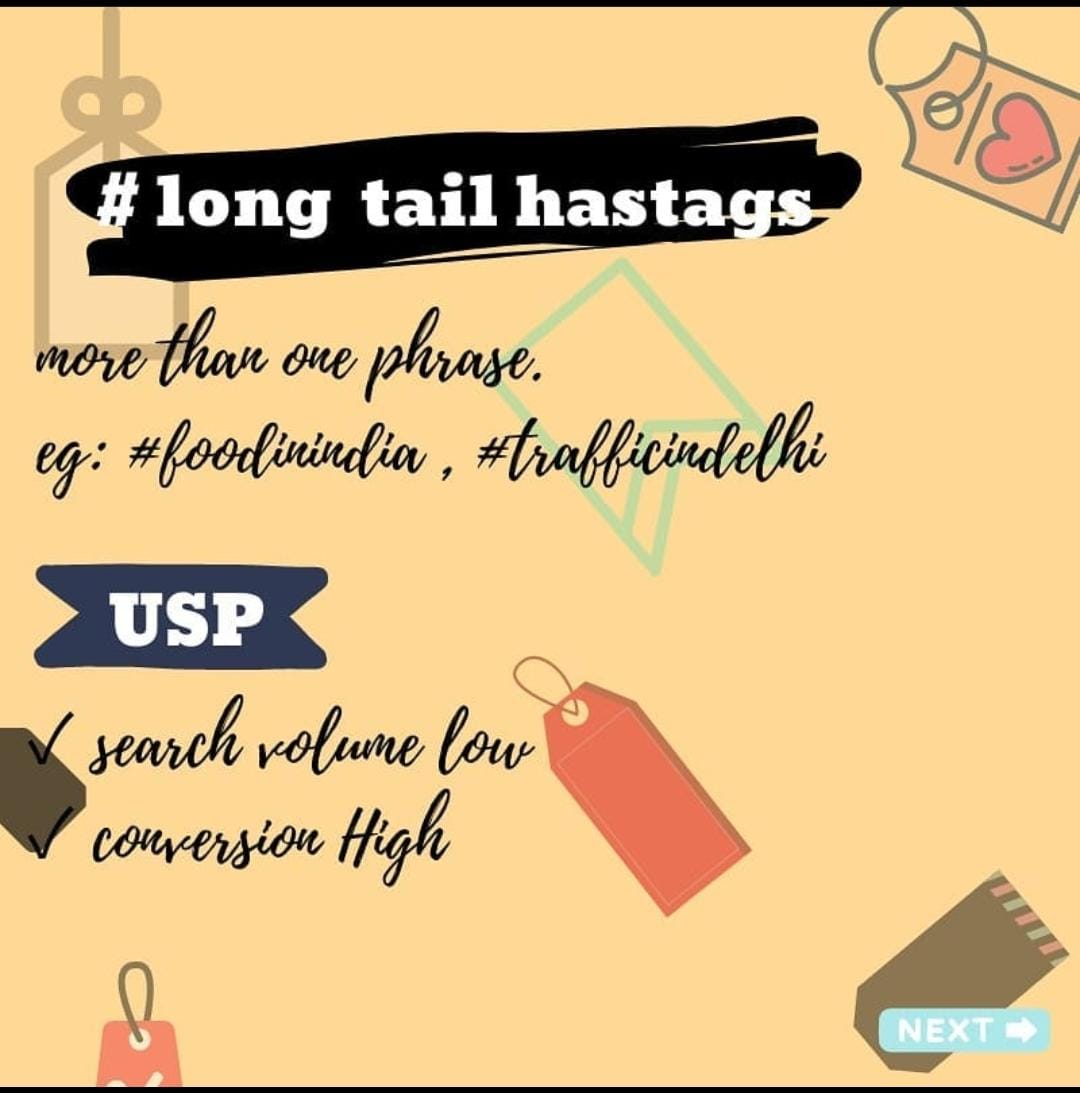 # long tail hastags
more than one phrase.
eg: #foodinindia , #trafficindelhi
USP
✓ search volume low
✓ conversion High
NEXT ➡